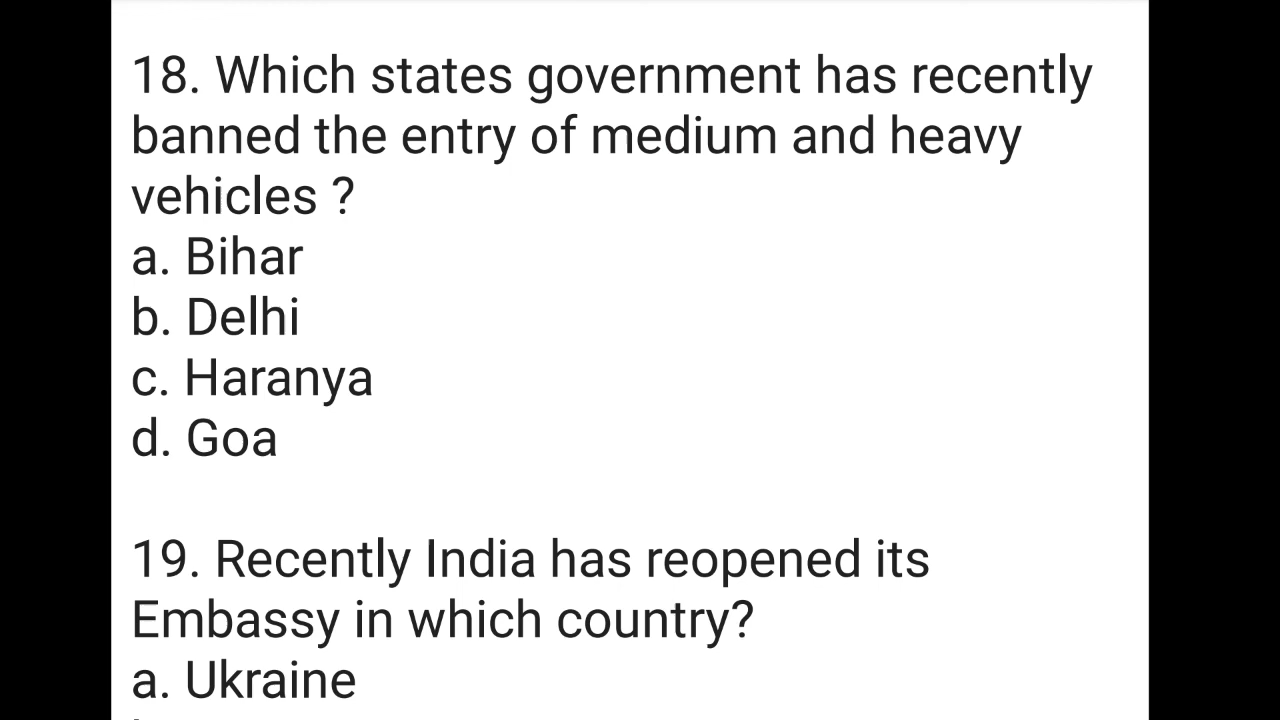 18. Which states government has recently
banned the entry of medium and heavy
vehicles ?
a. Bihar
b. Delhi
c. Haranya
d. Goa
19. Recently India has reopened its
Embassy in which country?
a. Ukraine